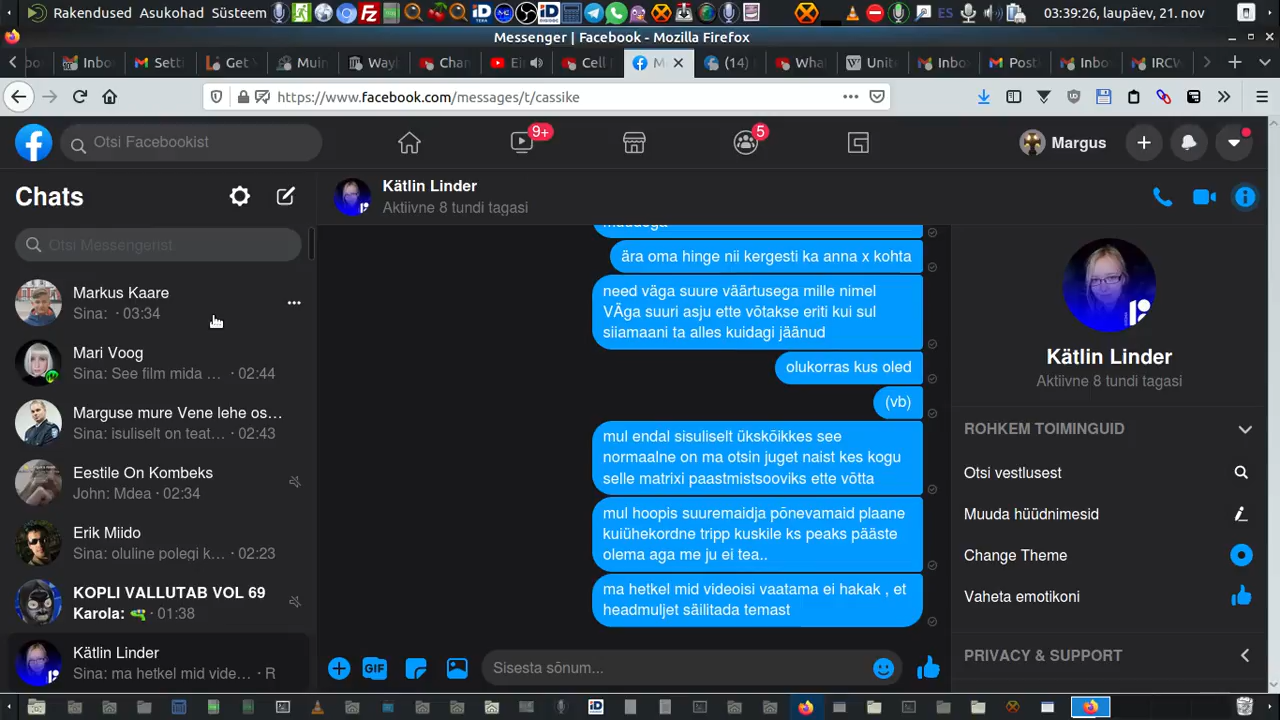 Rakendused Asukohad Süsteem
ES
03:39:26, laupäev, 21. nov
Messenger | Facebook - Mozilla Firefox
Inbo
Setti
Get
Muin
Way
Chan
Ei
Cell
M
(14)
Wha
Unit
Inbo
Post
Inbo
IRCW
https://www.facebook.com/messages/t/cassike
Otsi Facebookist
9+
5
Margus
Chats
Otsi Messengerist
Markus Kaare
Sina: · 03:34
Mari Voog
Sina: See film mida ... · 02:44
Marguse mure Vene lehe os...
Sina: isuliselt on teat... · 02:43
Eestile On Kombeks
John: Mdea · 02:34
Erik Miido
Sina: oluline polegi k... · 02:23
KOPLI VALLUTAB VOL 69
Karola: · 01:38
Kätlin Linder
Sina: ma hetkel mid vide... · R
Kätlin Linder
Aktiivne 8 tundi tagasi
ära oma hinge nii kergesti ka anna x kohta
need väga suure väärtusega mille nimel
VÄga suuri asju ette võtakse eriti kui sul
siiamaani ta alles kuidagi jäänud
olukorras kus oled
(vb)
mul endal sisuliselt ükskõikkes see
normaalne on ma otsin juget naist kes kogu
selle matrixi paastmistsooviks ette võtta
mul hoopis suuremaidja põnevamaid plaane
kuiühekordne tripp kuskile ks peaks pääste
olema aga me ju ei tea..
ma hetkel mid videoisi vaatama ei hakak , et
headmuljet säilitada temast
GIF
Sisesta sõnum...
Kätlin Linder
Aktiivne 8 tundi tagasi
ROHKEM TOIMINGUID
Otsi vestlusest
Muuda hüüdnimesid
Change Theme
Vaheta emotikoni
PRIVACY & SUPPORT